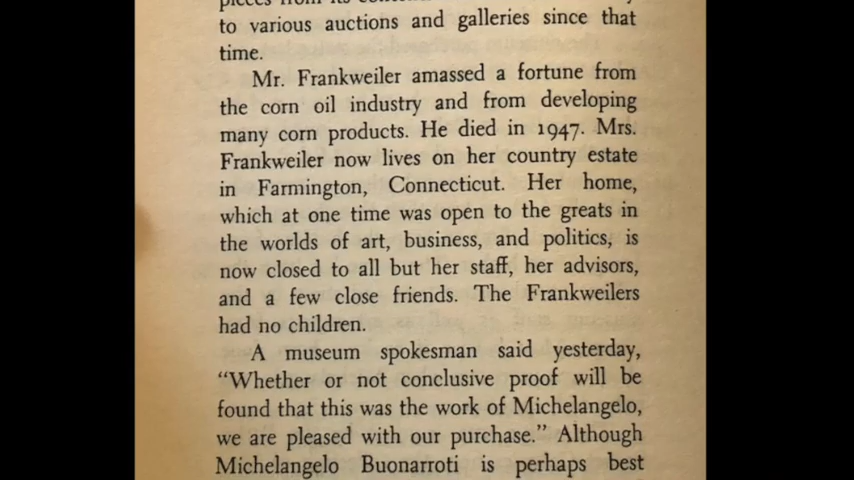 to various auctions and galleries since that
time.
Mr. Frankweiler amassed a fortune from
the corn oil industry and from developing
many corn products. He died in 1947. Mrs.
Frankweiler now lives on her country estate
in Farmington, Connecticut. Her home,
which at one time was open to the greats in
the worlds of art, business, and politics, is
now closed to all but her staff, her advisors,
and a few close friends. The Frankweilers
had no children.
A museum spokesman said yesterday,
“Whether or not conclusive proof will be
found that this was the work of Michelangelo,
we are pleased with our purchase.” Although
Michelangelo Buonarroti is perhaps best